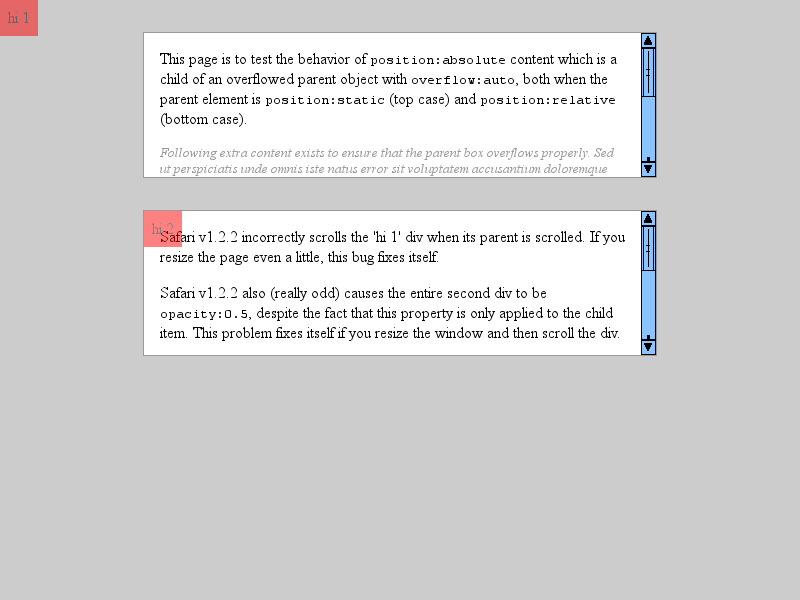 hi 1
This page is to test the behavior of position:absolute content which is a
child of an overflowed parent object with overflow:auto, both when the
parent element is position:static (top case) and position:relative
(bottom case).
Following extra content exists to ensure that the parent box overflows properly. Sed
ut perspiciatis unde omnis iste natus error sit voluptatem accusantium doloremque
hi 2
Safari v1.2.2 incorrectly scrolls the 'hi 1' div when its parent is scrolled. If you
resize the page even a little, this bug fixes itself.
Safari v1.2.2 also (really odd) causes the entire second div to be
opacity:0.5, despite the fact that this property is only applied to the child
item. This problem fixes itself if you resize the window and then scroll the div.